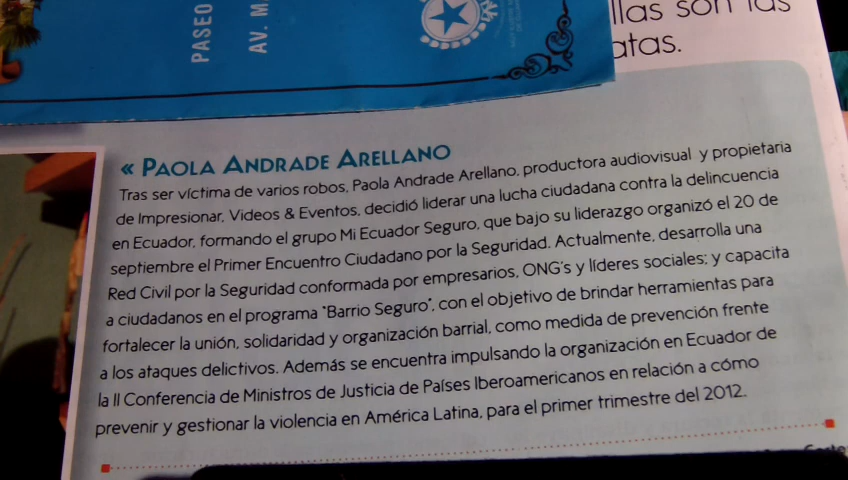 PASEO
AV. M
llas son las
atas.
« PAOLA ANDRADE ARELLANO
Tras ser víctima de varios robos, Paola Andrade Arellano, productora audiovisual y propietaria
de Impresionar, Videos & Eventos, decidió liderar una lucha ciudadana contra la delincuencia
en Ecuador, formando el grupo Mi Ecuador Seguro, que bajo su liderazgo organizó el 20 de
septiembre el Primer Encuentro Ciudadano por la Seguridad. Actualmente, desarrolla una
Red Civil por la Seguridad conformada por empresarios, ONG's y líderes sociales; y capacita
a ciudadanos en el programa "Barrio Seguro", con el objetivo de brindar herramientas para
fortalecer la unión, solidaridad y organización barrial, como medida de prevención frente
a los ataques delictivos. Además se encuentra impulsando la organización en Ecuador de
la II Conferencia de Ministros de Justicia de Países Iberoamericanos en relación a cómo
prevenir y gestionar la violencia en América Latina, para el primer trimestre del 2012.